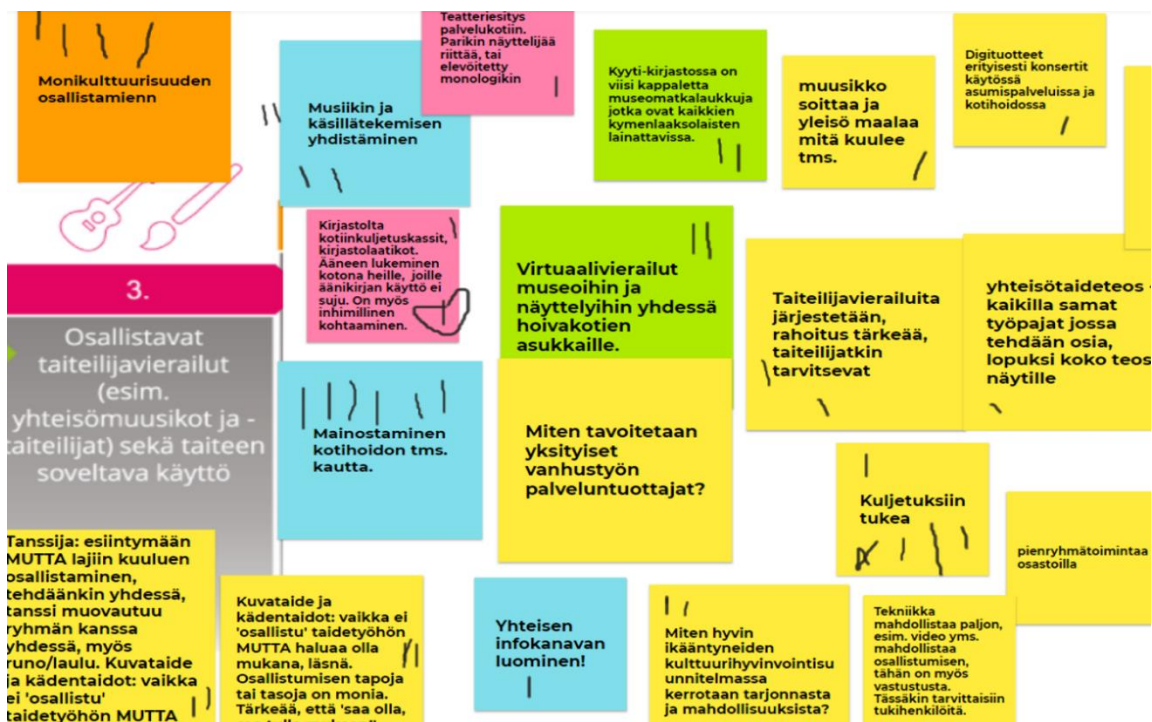 Monikulttuurisuuden
osallistamienn
Musiikin ja
käsillätekemisen
yhdistäminen
Teatteriesitys
palvelukotiin.
Parikin näyttelijää
riittää, tai
elevöitetty
monologikin
Kyyti-kirjastossa on
viisi kappaletta
museomatkalaukkuja
jotka ovat kaikkien
kymenlaaksolaisten
lainattavissa.
muusikko
soittaa ja
yleisö maalaa
mitä kuulee
tms.
Digituotteet
erityisesti konsertit
käytössä
asumispalveluissa ja
kotihoidossa
Kirjastolta
kotiinkuljetuskassit,
kirjastolaatikot.
Ääneen lukeminen
kotona heille, joille
äänikirjan käyttö ei
suju. On myös
inhimillinen
kohtaaminen.
Virtuaalivierailut
museoihin ja
näyttelyihin yhdessä
hoivakotien
asukkaille.
Taiteilijavierailuita
järjestetään,
rahoitus tärkeää,
taiteilijatkin
tarvitsevat
yhteisötaideteos -
kaikilla samat
työpajat jossa
tehdään osia,
lopuksi koko teos
näytille
3.
Osallistavat
taiteilijavierailut
(esim.
yhteisömuusikot ja -
taiteilijat) sekä taiteen
soveltava käyttö
Mainostaminen
kotihoidon tms.
kautta.
Miten tavoitetaan
yksityiset
vanhustyön
palveluntuottajat?
Kuljetuksiin
tukea
pienryhmätoimintaa
osastoilla
Tanssija: esiintymään
MUTTA lajiin kuuluen
osallistaminen,
tehdäänkin yhdessä,
tanssi muovautuu
ryhmän kanssa
yhdessä, myös
runo/laulu. Kuvataide
ja kädentaidot: vaikka
ei 'osallistu'
taidetyöhön MUTTA
Kuvataide ja
kädentaidot: vaikka ei
'osallistu' taidetyöhön
MUTTA haluaa olla
mukana, läsnä.
Osallistumisen tapoja
tai tasoja on monia.
Tärkeää, että 'saa olla,
Yhteisen
infokanavan
luominen!
Miten hyvin
ikääntyneiden
kulttuurihyvinvointisu
unnitelmassa
kerrotaan tarjonnasta
ja mahdollisuuksista?
Tekniikka
mahdollistaa paljon,
esim. video yms.
mahdollistaa
osallistumisen,
tähän on myös
vastustusta.
Tässäkin tarvittaisiin
tukihenkilöitä.